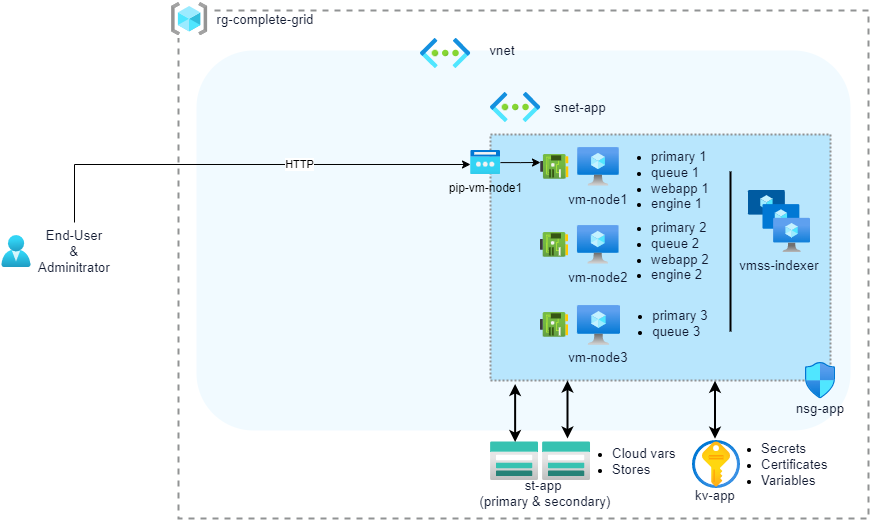 rg-complete-grid
vnet
snet-app
HTTP
pip-vm-node1
End-User
&
Adminitrator
vm-node1
primary 1
queue 1
webapp 1
engine 1
vm-node2
primary 2
queue 2
webapp 2
engine 2
vm-node3
primary 3
queue 3
vmss-indexer
nsg-app
st-app
(primary & secondary)
Cloud vars
Stores
kv-app
Secrets
Certificates
Variables